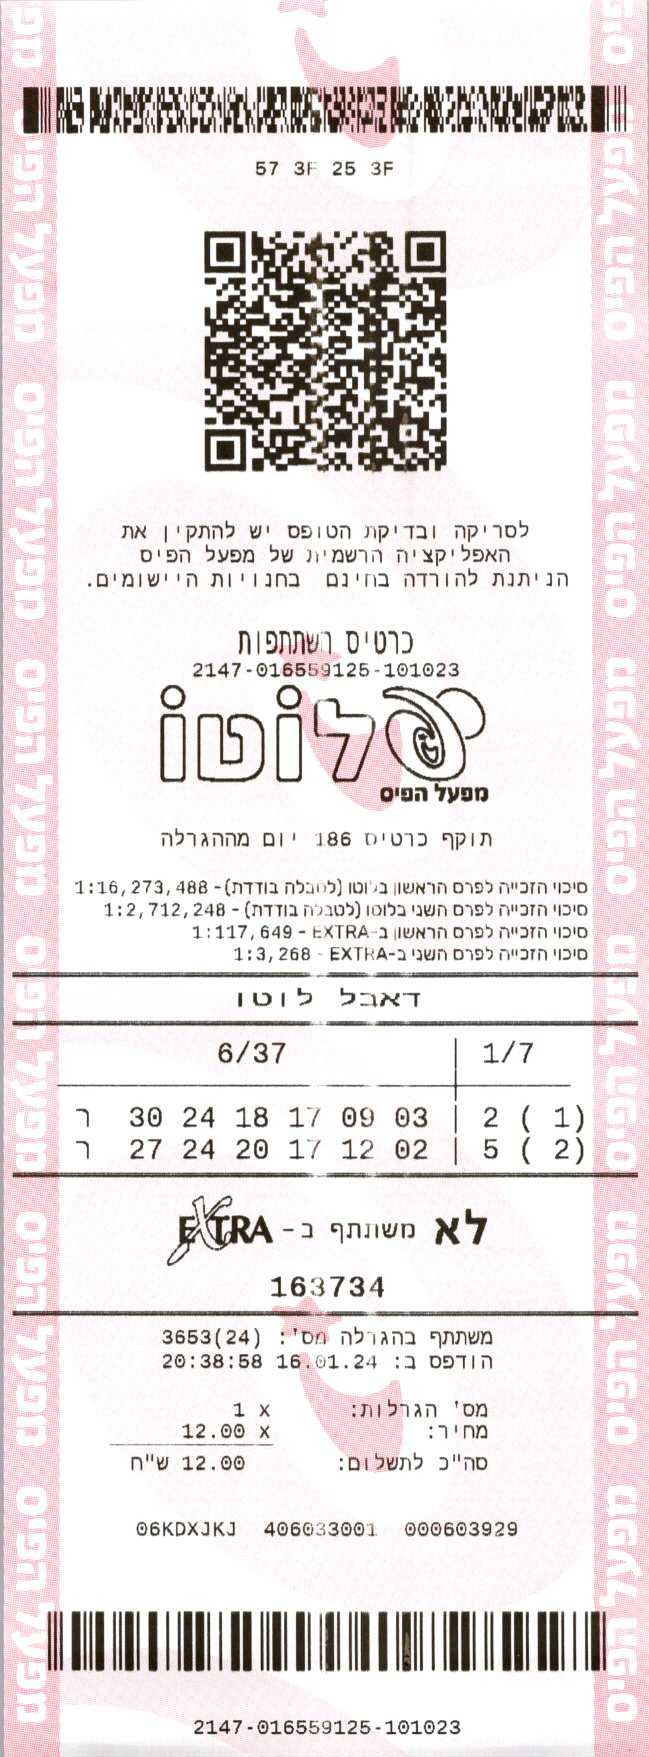 57 3F 25 3F
לסריקה ובדיקת הטופס יש להתקין את
האפליקציה הרשמית של מפעל הפיס
הניתנת להורדה בחינם בחנויות היישומים.
כרטיס השתתפות
2147-016559125-101023
לוטו
מפעל הפיס
תוקף כרטיס 186 יום מההגרלה
סיכוי הזכייה לפרס הראשון בלוטו (לטבלה בודדת)- 1:16,273,488
סיכוי הזכייה לפרס השני בלוטו (לטבלה בודדת) - 1:2,712,248
סיכוי הזכייה לפרס הראשון ב-EXTRA - 1:117,649
סיכוי הזכייה לפרס השני ב-EXTRA - 1:3,268
דאבל לוטו
6/37 | 1/7
ר 30 24 18 17 09 03 | 2 ( 1)
ר 27 24 20 17 12 02 | 5 ( 2)
לא משתתף ב- EXTRA
163734
משתתף בהגרלה מס': 3653(24)
הודפס ב: 16.01.24 20:38:58
מס' הגרלות: 1 x
מחיר: 12.00 x
סה"כ לתשלום: 12.00 ש"ח
06KDXJKJ 406033001 000603929
2147-016559125-101023
מפעל הפיס